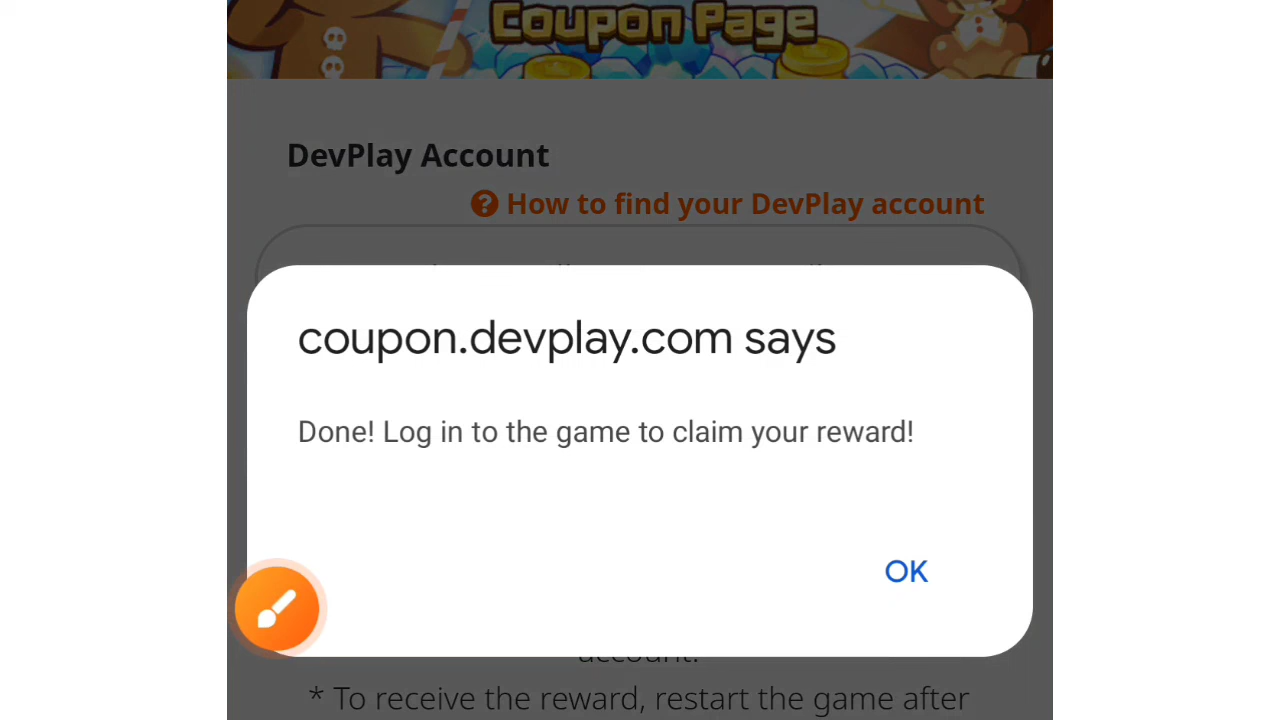 Coupon Page
DevPlay Account
How to find your DevPlay account
coupon.devplay.com says
Done! Log in to the game to claim your reward!
OK
account.
* To receive the reward, restart the game after